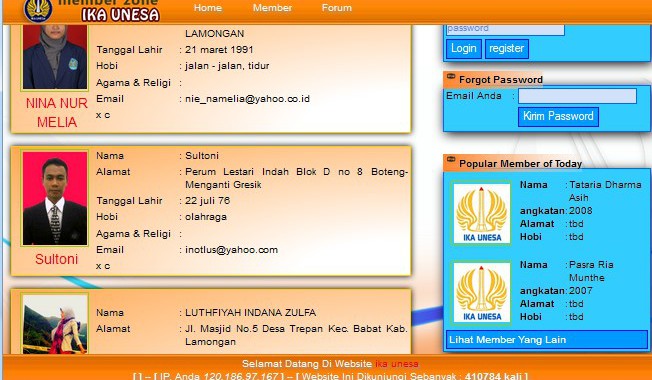 member zone
IKA UNESA
Home Member Forum
LAMONGAN
Tanggal Lahir : 21 maret 1991
Hobi : jalan - jalan, tidur
Agama & Religi :
Email : nie_namelia@yahoo.co.id
x c
NINA NUR
MELIA
Nama : Sultoni
Alamat : Perum Lestari Indah Blok D no 8 Boteng-
Menganti Gresik
Tanggal Lahir : 22 juli 76
Hobi : olahraga
Agama & Religi :
Email : inotlus@yahoo.com
x c
Sultoni
Nama : LUTHFIYAH INDANA ZULFA
Alamat : Jl. Masjid No.5 Desa Trepan Kec. Babat Kab.
Lamongan
password
Login register
Forgot Password
Email Anda :
Kirim Password
Popular Member of Today
IKA UNESA
Nama : Tataria Dharma
Asih
angkatan : 2008
Alamat : tbd
Hobi : tbd
IKA UNESA
Nama : Pasra Ria
Munthe
angkatan : 2007
Alamat : tbd
Hobi : tbd
Lihat Member Yang Lain
Selamat Datang Di Website ika unesa
[ ] – [ IP. Anda 120.186.97.167 ] – [ Website Ini Dikunjungi Sebanyak : 410784 kali ]